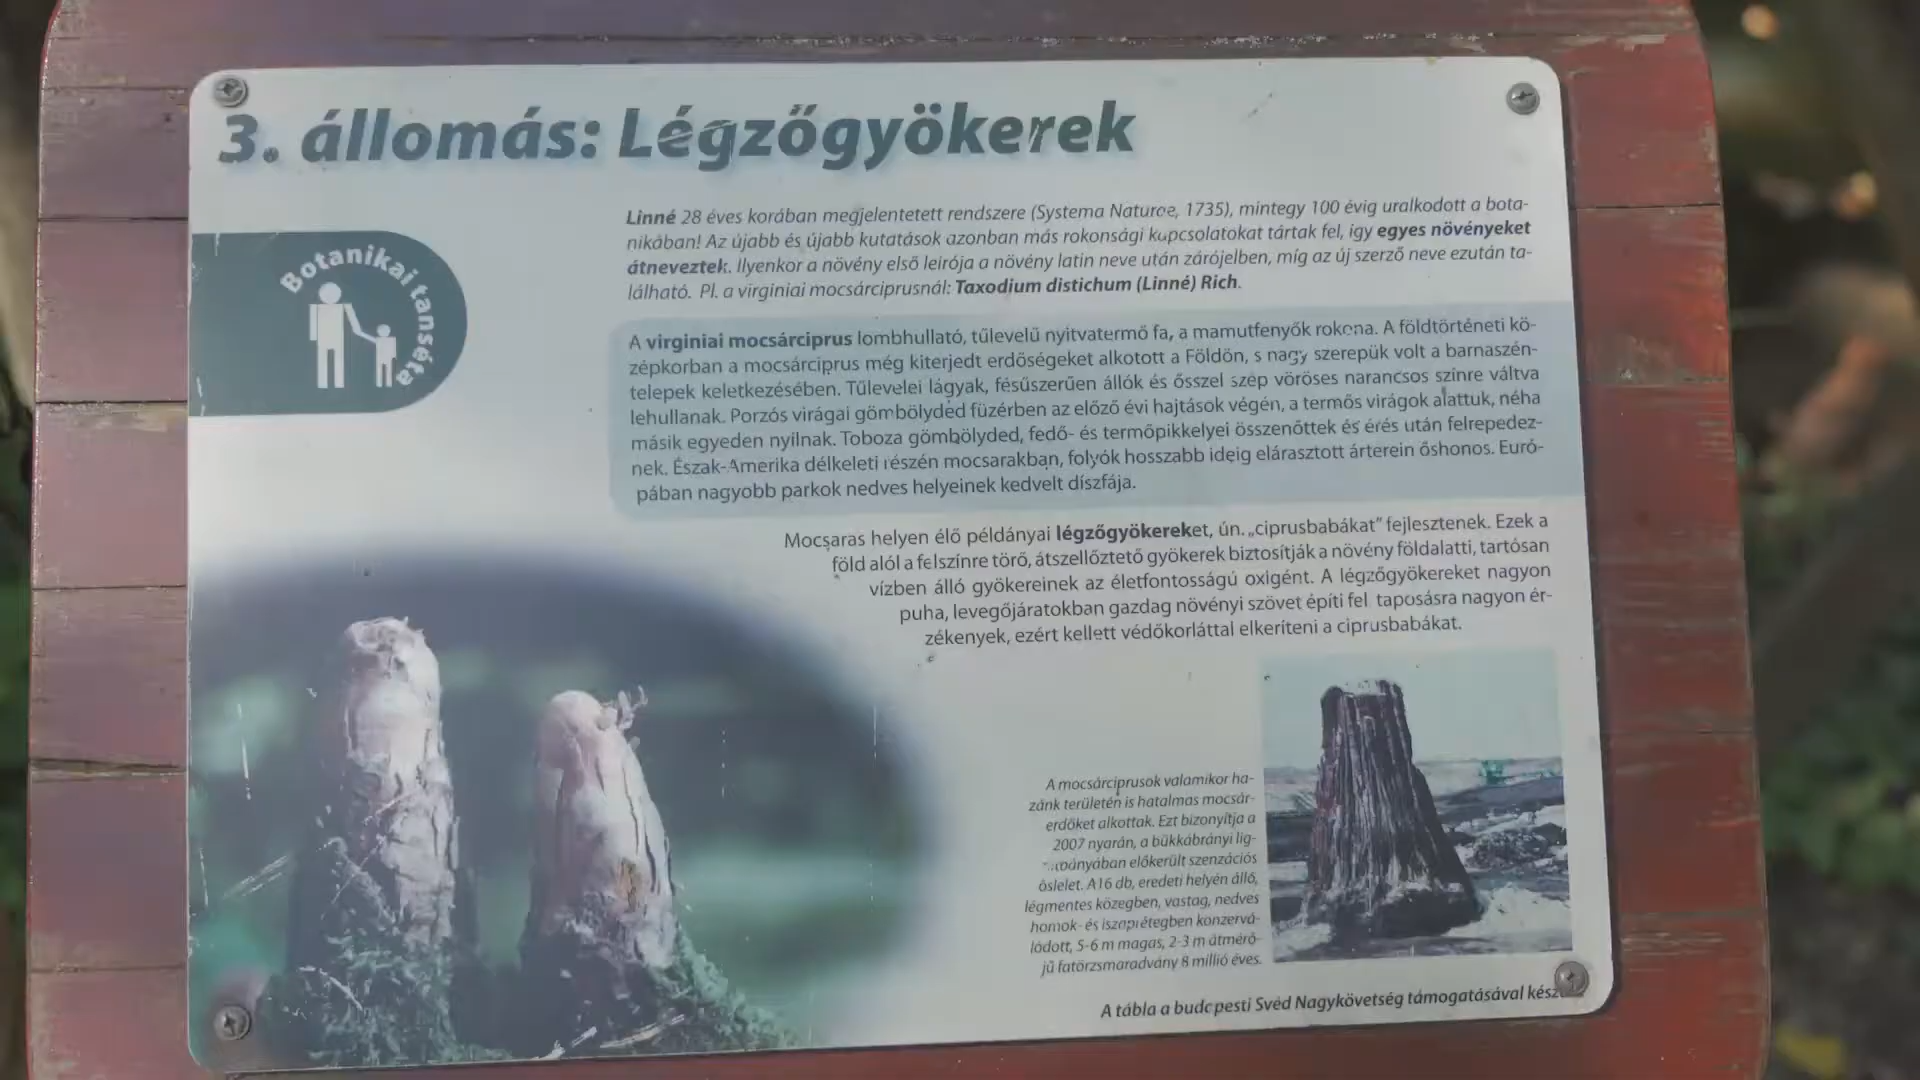 3. állomás: Légzőgyökerek
Botanikai tanséta
Linné 28 éves korában megjelentetett rendszere (Systema Naturae, 1735), mintegy 100 évig uralkodott a bota-
nikában! Az újabb és újabb kutatások azonban más rokonsági kapcsolatokat tártak fel, így egyes növényeket
átneveztek. Ilyenkor a növény első leírója a növény latin neve után zárójelben, míg az új szerző neve ezután ta-
lálható. Pl. a virginiai mocsárciprusnál: Taxodium distichum (Linné) Rich.
A virginiai mocsárciprus lombhullató, tűlevelű nyitvatermő fa, a mamutfenyők rokona. A földtörténeti kö-
zépkorban a mocsárciprus még kiterjedt erdőségeket alkotott a Földön, s nagy szerepük volt a barnaszén-
telepek keletkezésében. Tűlevelei lágyak, fésűszerűen állók és ősszel szép vöröses narancsos színre váltva
lehullanak. Porzós virágai gömbölyded füzérben az előző évi hajtások végén, a termős virágok alattuk, néha
másik egyeden nyílnak. Toboza gömbölyded, fedő- és termőpikkelyei összenőttek és érés után felrepedez-
nek. Észak-Amerika délkeleti részén mocsarakban, folyók hosszabb ideig elárasztott árterein őshonos. Euró-
pában nagyobb parkok nedves helyeinek kedvelt díszfája.
Mocsaras helyen élő példányai légzőgyökereket, ún. „ciprusbabákat” fejlesztenek. Ezek a
föld alól a felszínre törő, átszellőztető gyökerek biztosítják a növény földalatti, tartósan
vízben álló gyökereinek az életfontosságú oxigént. A légzőgyökereket nagyon
puha, levegőjáratokban gazdag növényi szövet építi fel taposásra nagyon ér-
zékenyek, ezért kellett védőkorláttal elkeríteni a ciprusbabákat.
A mocsárciprusok valamikor ha-
zánk területén is hatalmas mocsár-
erdőket alkottak. Ezt bizonyítja a
2007 nyarán, a bükkábrányi lig-
nitbányában előkerült szenzációs
őslelet. A16 db, eredeti helyén álló,
légmentes közegben, vastag, nedves
homok- és iszaprétegben konzervá-
lódott, 5-6 m magas, 2-3 m átmérő-
jű fatörzsmaradvány 8 millió éves.
A tábla a budapesti Svéd Nagykövetség támogatásával